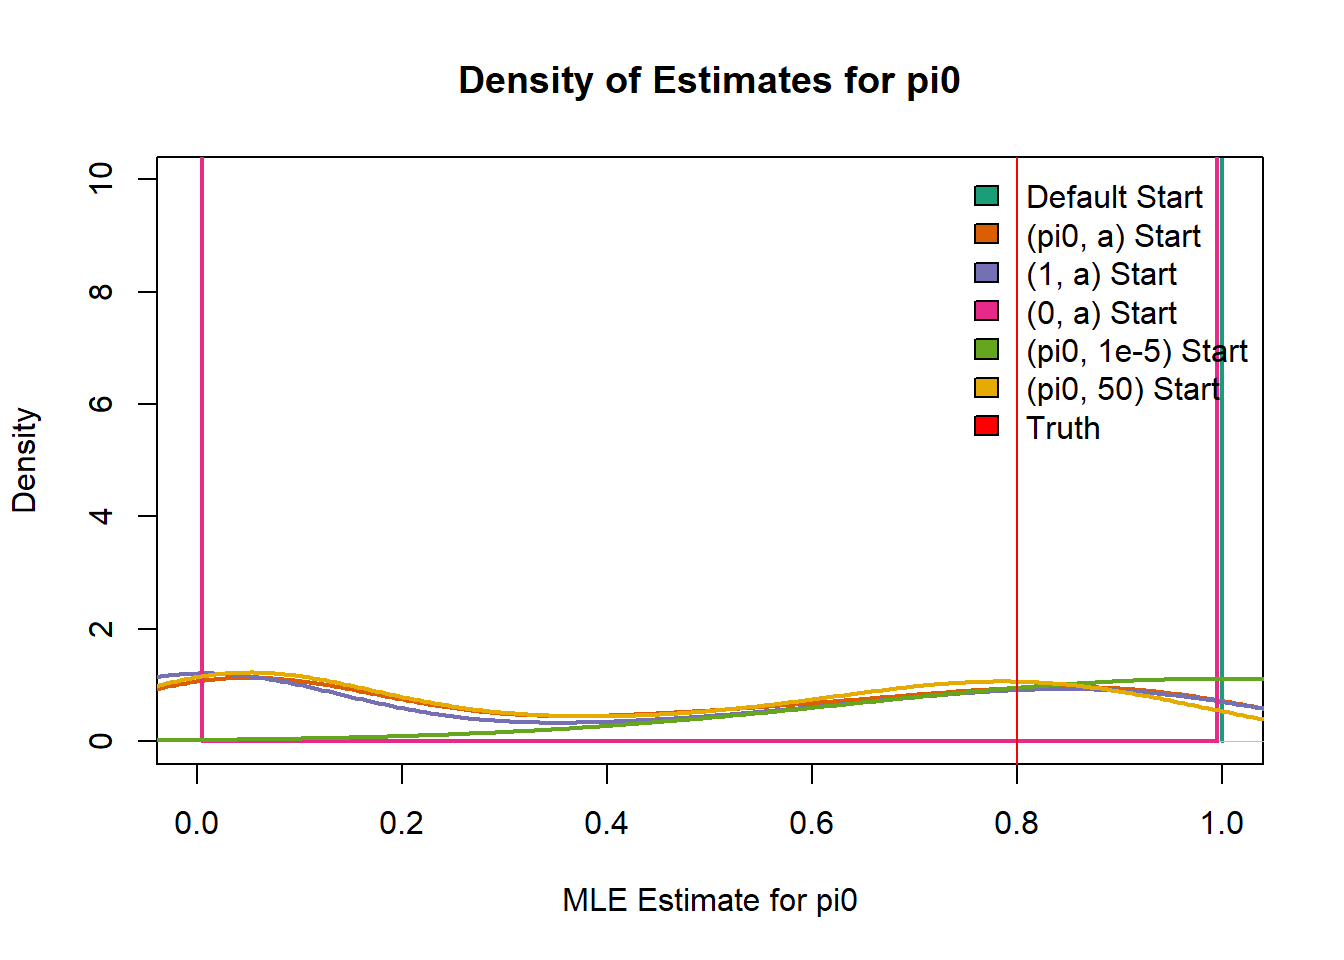 Density of Estimates for pi0
10
8
6
4
2
0
Density
Default Start
(pi0, a) Start
(1, a) Start
(0, a) Start
(pi0, 1e-5) Start
(pi0, 50) Start
Truth
0.0 0.2 0.4 0.6 0.8 1.0
MLE Estimate for pi0